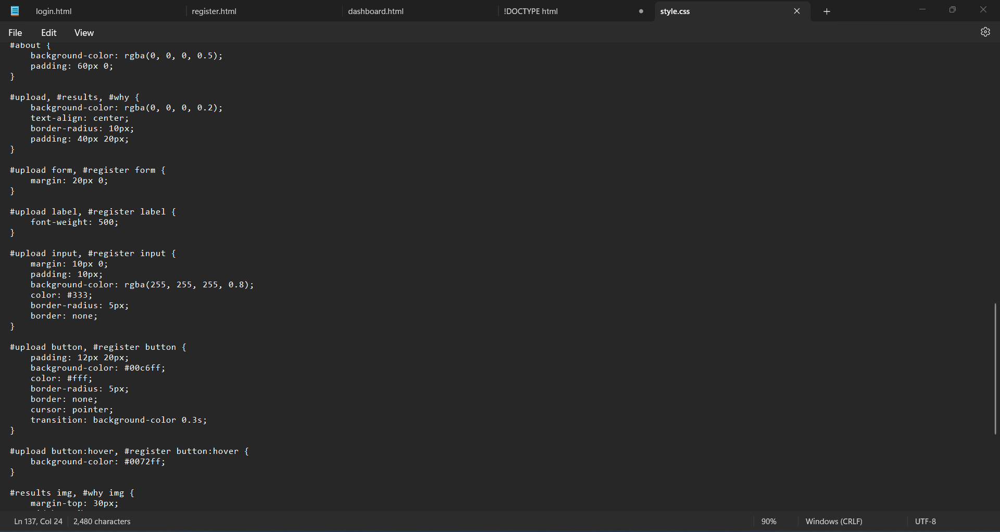 login.html
register.html
dashboard.html
!DOCTYPE html
style.css
File
Edit
View
#about {
    background-color: rgba(0, 0, 0, 0.5);
    padding: 60px 0;
}
#upload, #results, #why {
    background-color: rgba(0, 0, 0, 0.2);
    text-align: center;
    border-radius: 10px;
    padding: 40px 20px;
}
#upload form, #register form {
    margin: 20px 0;
}
#upload label, #register label {
    font-weight: 500;
}
#upload input, #register input {
    margin: 10px 0;
    padding: 10px;
    background-color: rgba(255, 255, 255, 0.8);
    color: #333;
    border-radius: 5px;
    border: none;
}
#upload button, #register button {
    padding: 12px 20px;
    background-color: #00c6ff;
    color: #fff;
    border-radius: 5px;
    border: none;
    cursor: pointer;
    transition: background-color 0.3s;
}
#upload button:hover, #register button:hover {
    background-color: #0072ff;
}
#results img, #why img {
    margin-top: 30px;
Ln 137, Col 24
2,480 characters
90%
Windows (CRLF)
UTF-8